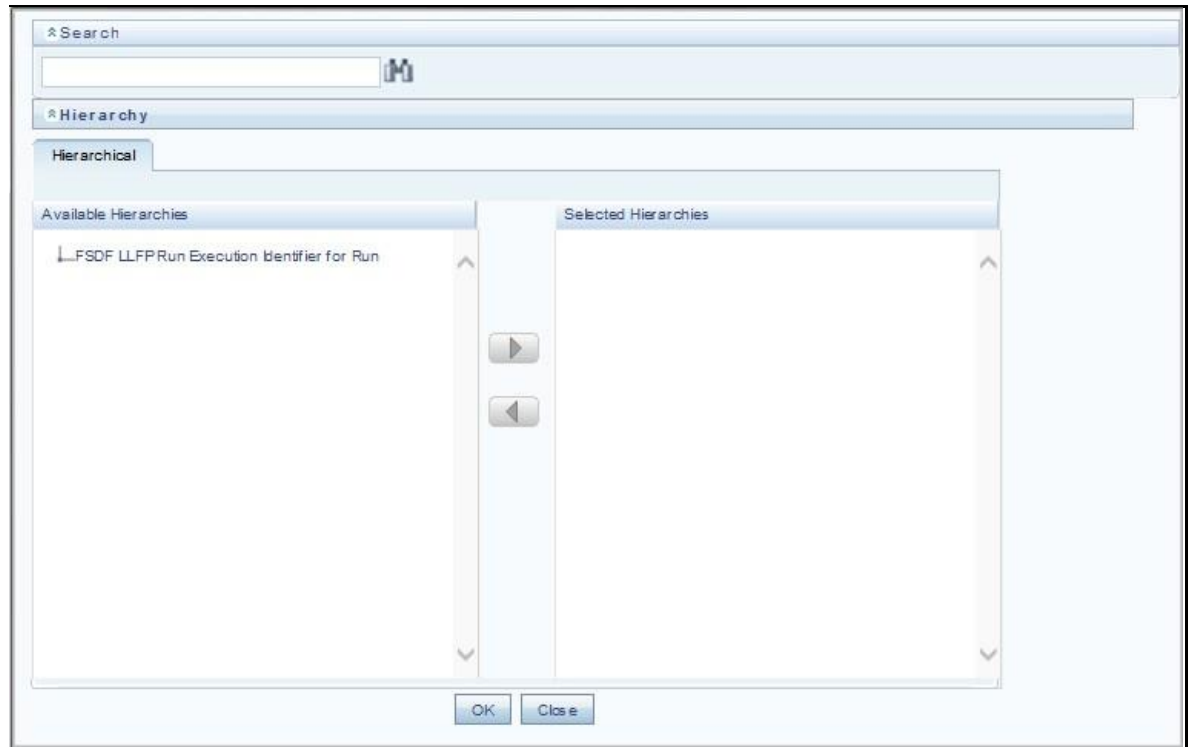 Search
Hierarchy
Hierarchical
Available Hierarchies
Selected Hierarchies
FSDF LLFP Run Execution Identifier for Run
OK
Close